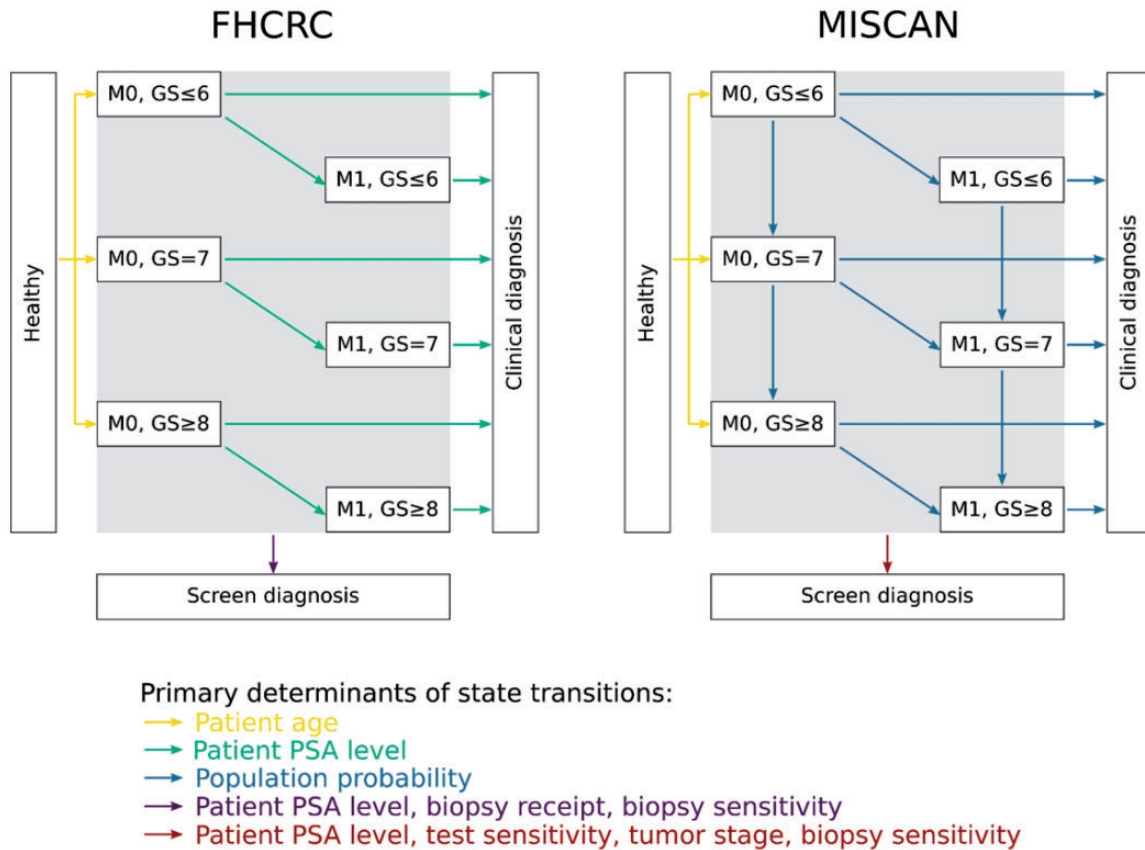 FHCRC
Healthy
M0, GS≤6
M1, GS≤6
M0, GS=7
M1, GS=7
M0, GS≥8
M1, GS≥8
Clinical diagnosis
Screen diagnosis
MISCAN
Healthy
M0, GS≤6
M1, GS≤6
M0, GS=7
M1, GS=7
M0, GS≥8
M1, GS≥8
Clinical diagnosis
Screen diagnosis
Primary determinants of state transitions:
Patient age
Patient PSA level
Population probability
Patient PSA level, biopsy receipt, biopsy sensitivity
Patient PSA level, test sensitivity, tumor stage, biopsy sensitivity